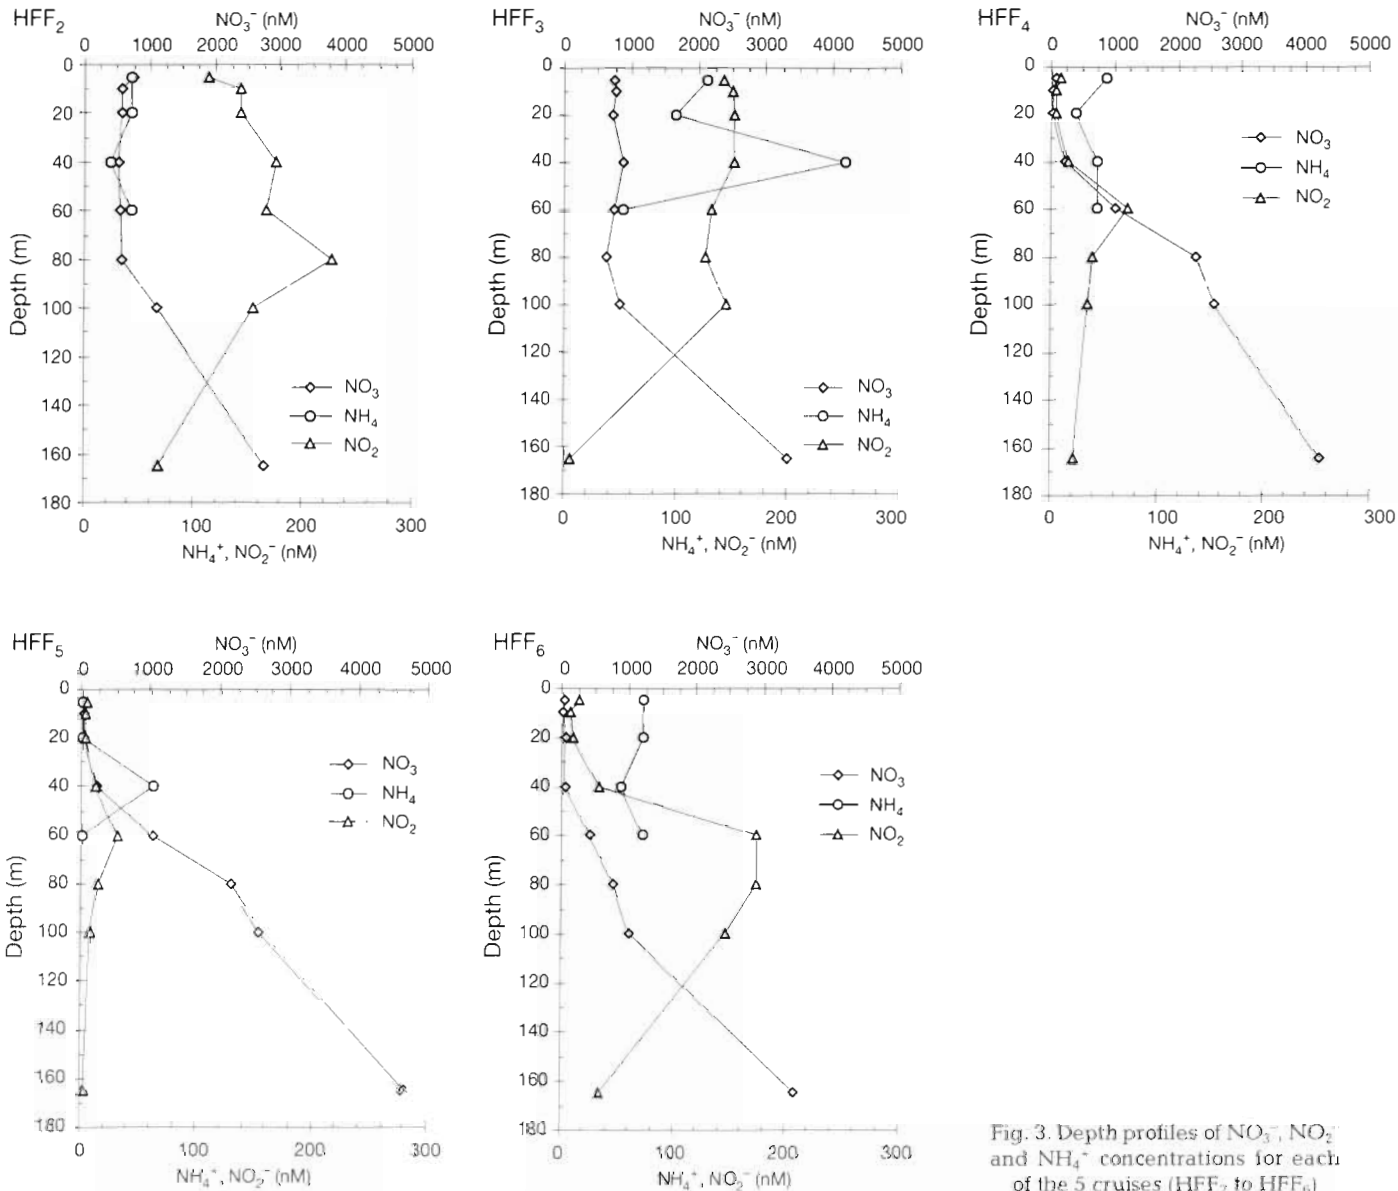 HFF₂
NO₃⁻ (nM)
0 1000 2000 3000 4000 5000
0
20
40
60
80
100
120
140
160
180
Depth (m)
NO₃
NH₄
NO₂
0 100 200 300
NH₄⁺, NO₂⁻ (nM)
HFF₃
NO₃⁻ (nM)
0 1000 2000 3000 4000 5000
0
20
40
60
80
100
120
140
160
180
Depth (m)
NO₃
NH₄
NO₂
0 100 200 300
NH₄⁺, NO₂⁻ (nM)
HFF₄
NO₃⁻ (nM)
0 1000 2000 3000 4000 5000
0
20
40
60
80
100
120
140
160
180
Depth (m)
NO₃
NH₄
NO₂
0 100 200 300
NH₄⁺, NO₂⁻ (nM)
HFF₅
NO₃⁻ (nM)
0 1000 2000 3000 4000 5000
0
20
40
60
80
100
120
140
160
180
Depth (m)
NO₃
NH₄
NO₂
0 100 200 300
NH₄⁺, NO₂⁻ (nM)
HFF₆
NO₃⁻ (nM)
0 1000 2000 3000 4000 5000
0
20
40
60
80
100
120
140
160
180
Depth (m)
NO₃
NH₄
NO₂
0 100 200 300
NH₄⁺, NO₂⁻ (nM)
Fig. 3. Depth profiles of NO₃⁻, NO₂⁻
and NH₄⁺ concentrations for each
of the 5 cruises (HFF₂ to HFF₆)